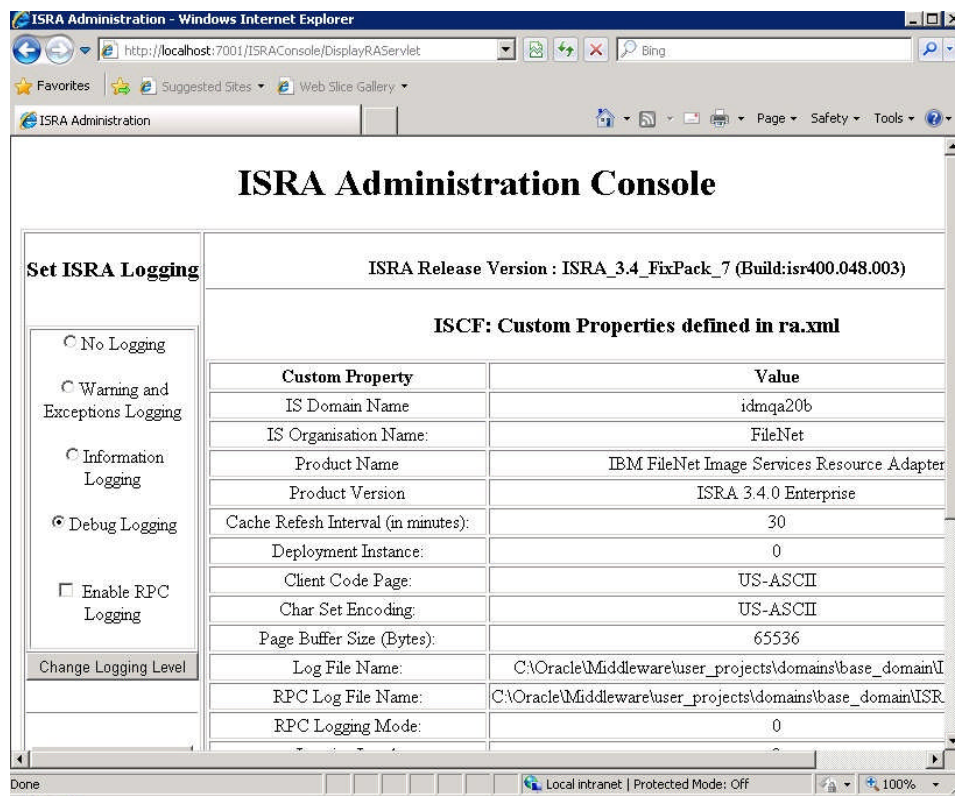 ISRA Administration - Windows Internet Explorer
http://localhost:7001/ISRAConsole/DisplayRAServlet
Bing
Favorites
Suggested Sites
Web Slice Gallery
ISRA Administration
Page
Safety
Tools
ISRA Administration Console
Set ISRA Logging
No Logging
Warning and
Exceptions Logging
Information
Logging
Debug Logging
Enable RPC
Logging
Change Logging Level
ISRA Release Version : ISRA_3.4_FixPack_7 (Build:isr400.048.003)
ISCF: Custom Properties defined in ra.xml
Custom Property Value
IS Domain Name idmqa20b
IS Organisation Name: FileNet
Product Name IBM FileNet Image Services Resource Adapter
Product Version ISRA 3.4.0 Enterprise
Cache Refesh Interval (in minutes): 30
Deployment Instance: 0
Client Code Page: US-ASCII
Char Set Encoding: US-ASCII
Page Buffer Size (Bytes): 65536
Log File Name: C:\Oracle\Middleware\user_projects\domains\base_domain\I
RPC Log File Name: C:\Oracle\Middleware\user_projects\domains\base_domain\ISR
RPC Logging Mode: 0
Done
Local intranet | Protected Mode: Off
100%